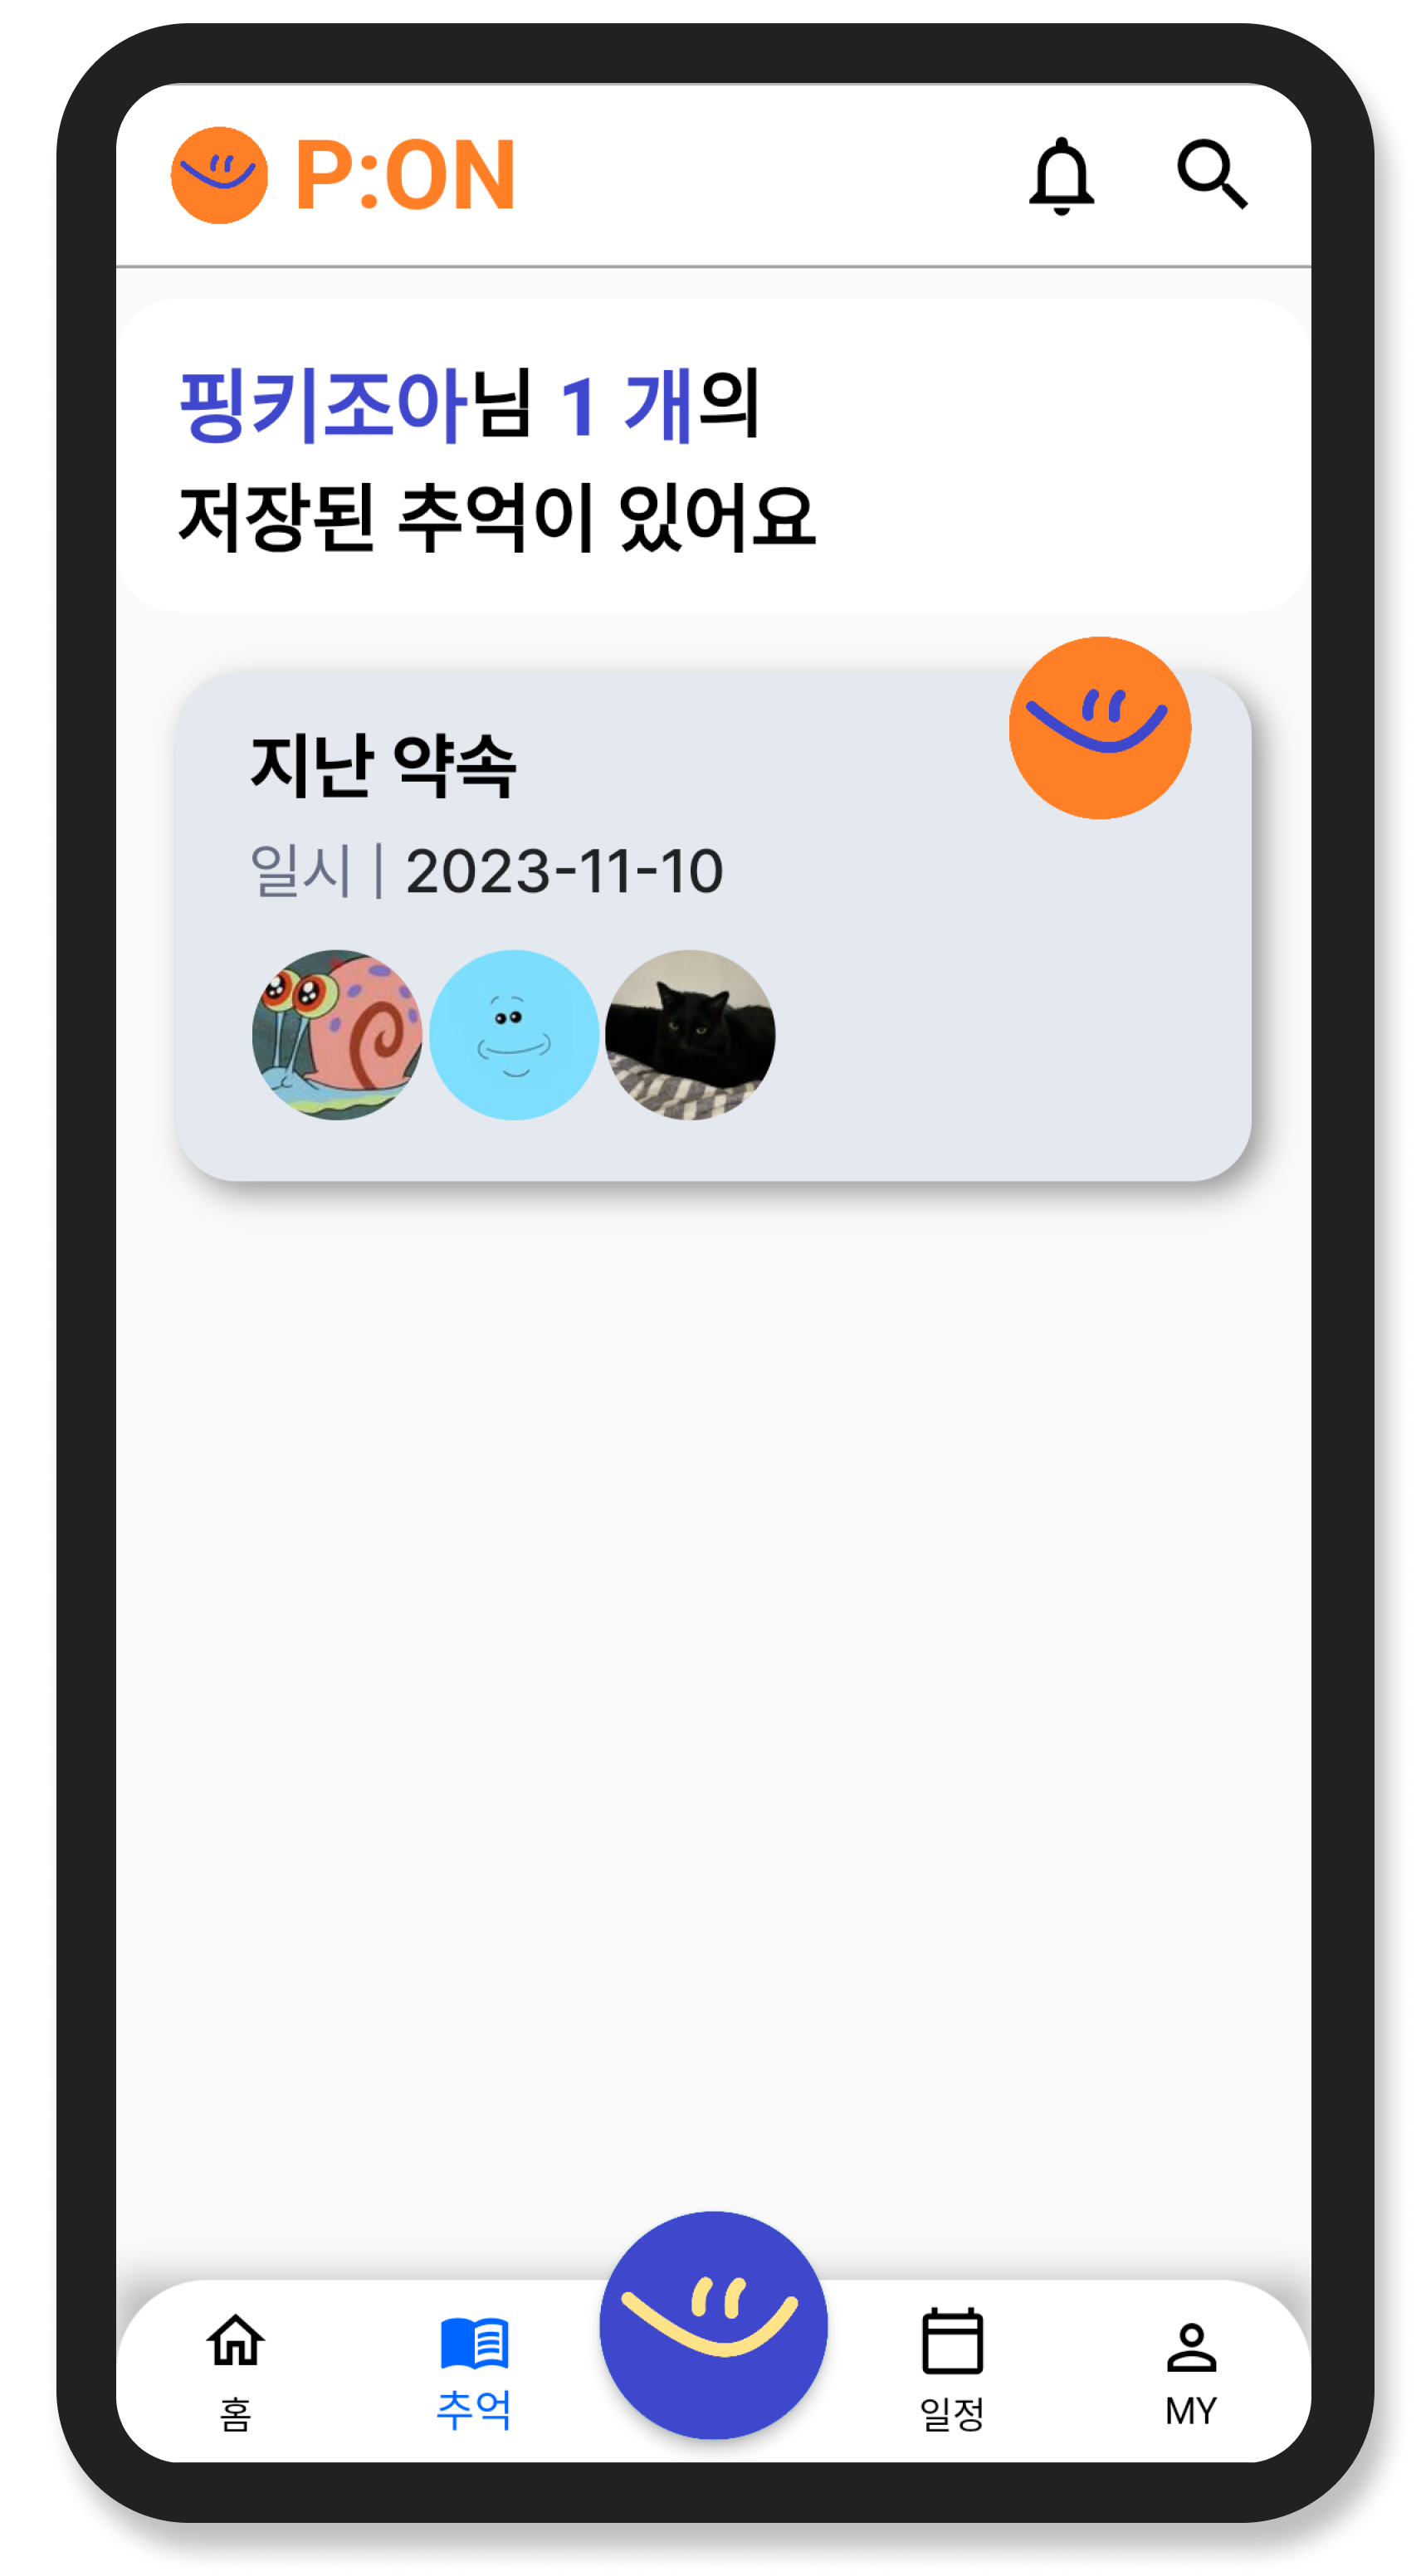 P:ON
핑키조아님 1 개의
저장된 추억이 있어요
지난 약속
일시 | 2023-11-10
홈
추억
일정
MY